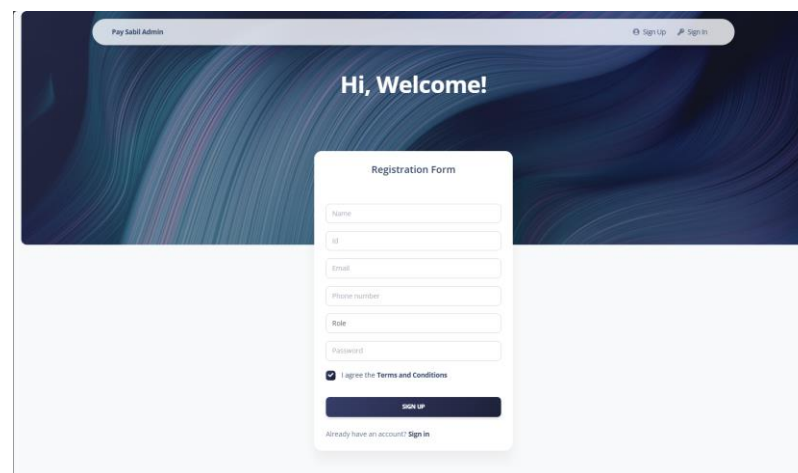 Pay Sabil Admin
Sign Up
Sign In
Hi, Welcome!
Registration Form
Name
Id
Email
Phone number
Role
Password
I agree the Terms and Conditions
SIGN UP
Already have an account? Sign in